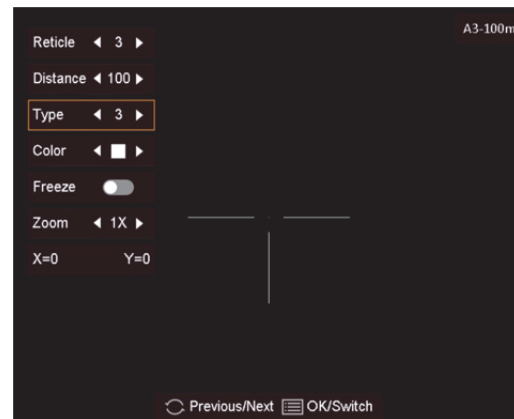 A3-100m
Reticle 3
Distance 100
Type 3
Color
Freeze
Zoom 1X
X=0 Y=0
Previous/Next OK/Switch